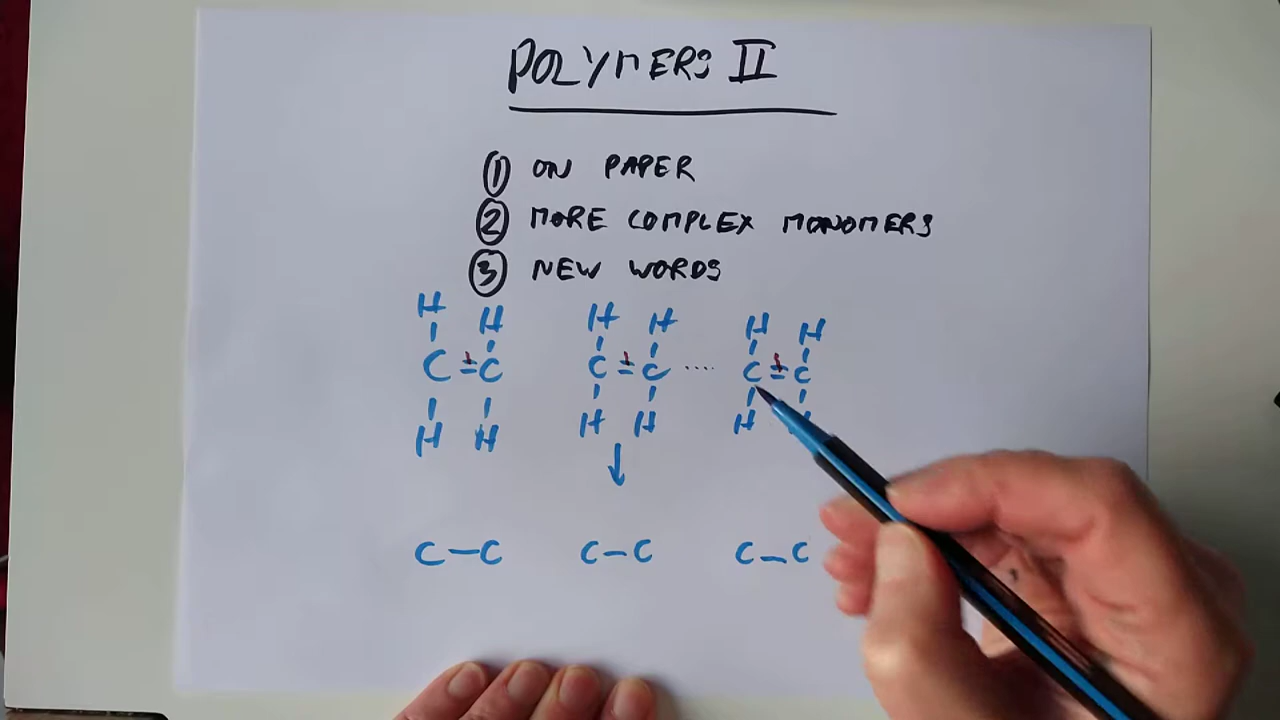 POLYMERS II
① ON PAPER
② MORE COMPLEX MONOMERS
③ NEW WORDS
H H H H H H
C=C C=C .... C=C
H H H H H
↓
C-C C-C C-C